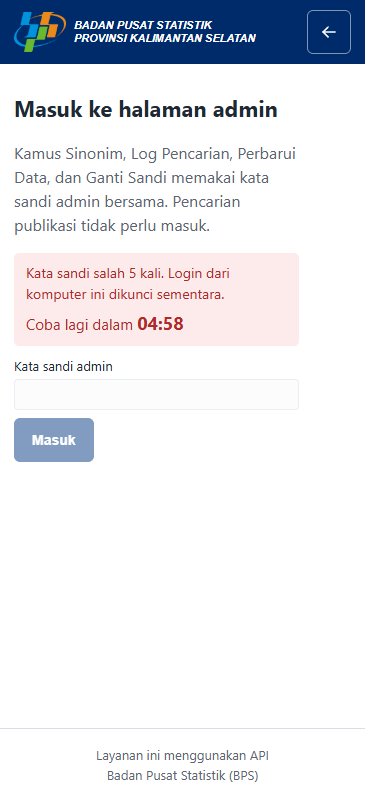 BADAN PUSAT STATISTIK
PROVINSI KALIMANTAN SELATAN
Masuk ke halaman admin
Kamus Sinonim, Log Pencarian, Perbarui
Data, dan Ganti Sandi memakai kata
sandi admin bersama. Pencarian
publikasi tidak perlu masuk.
Kata sandi salah 5 kali. Login dari
komputer ini dikunci sementara.
Coba lagi dalam 04:58
Kata sandi admin
Masuk
Layanan ini menggunakan API
Badan Pusat Statistik (BPS)